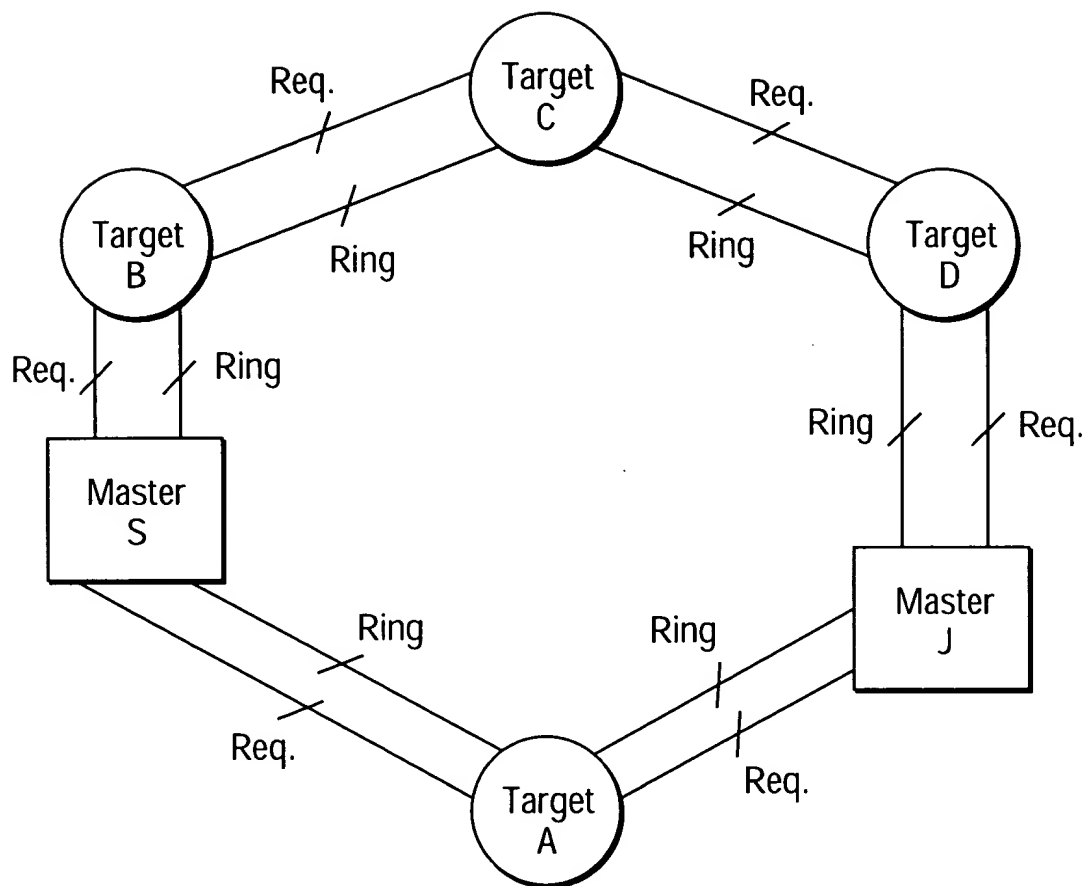 Target
C
Req.
Req.
Ring
Ring
Target
B
Target
D
Req.
Ring
Ring
Req.
Master
S
Master
J
Ring
Req.
Ring
Req.
Target
A